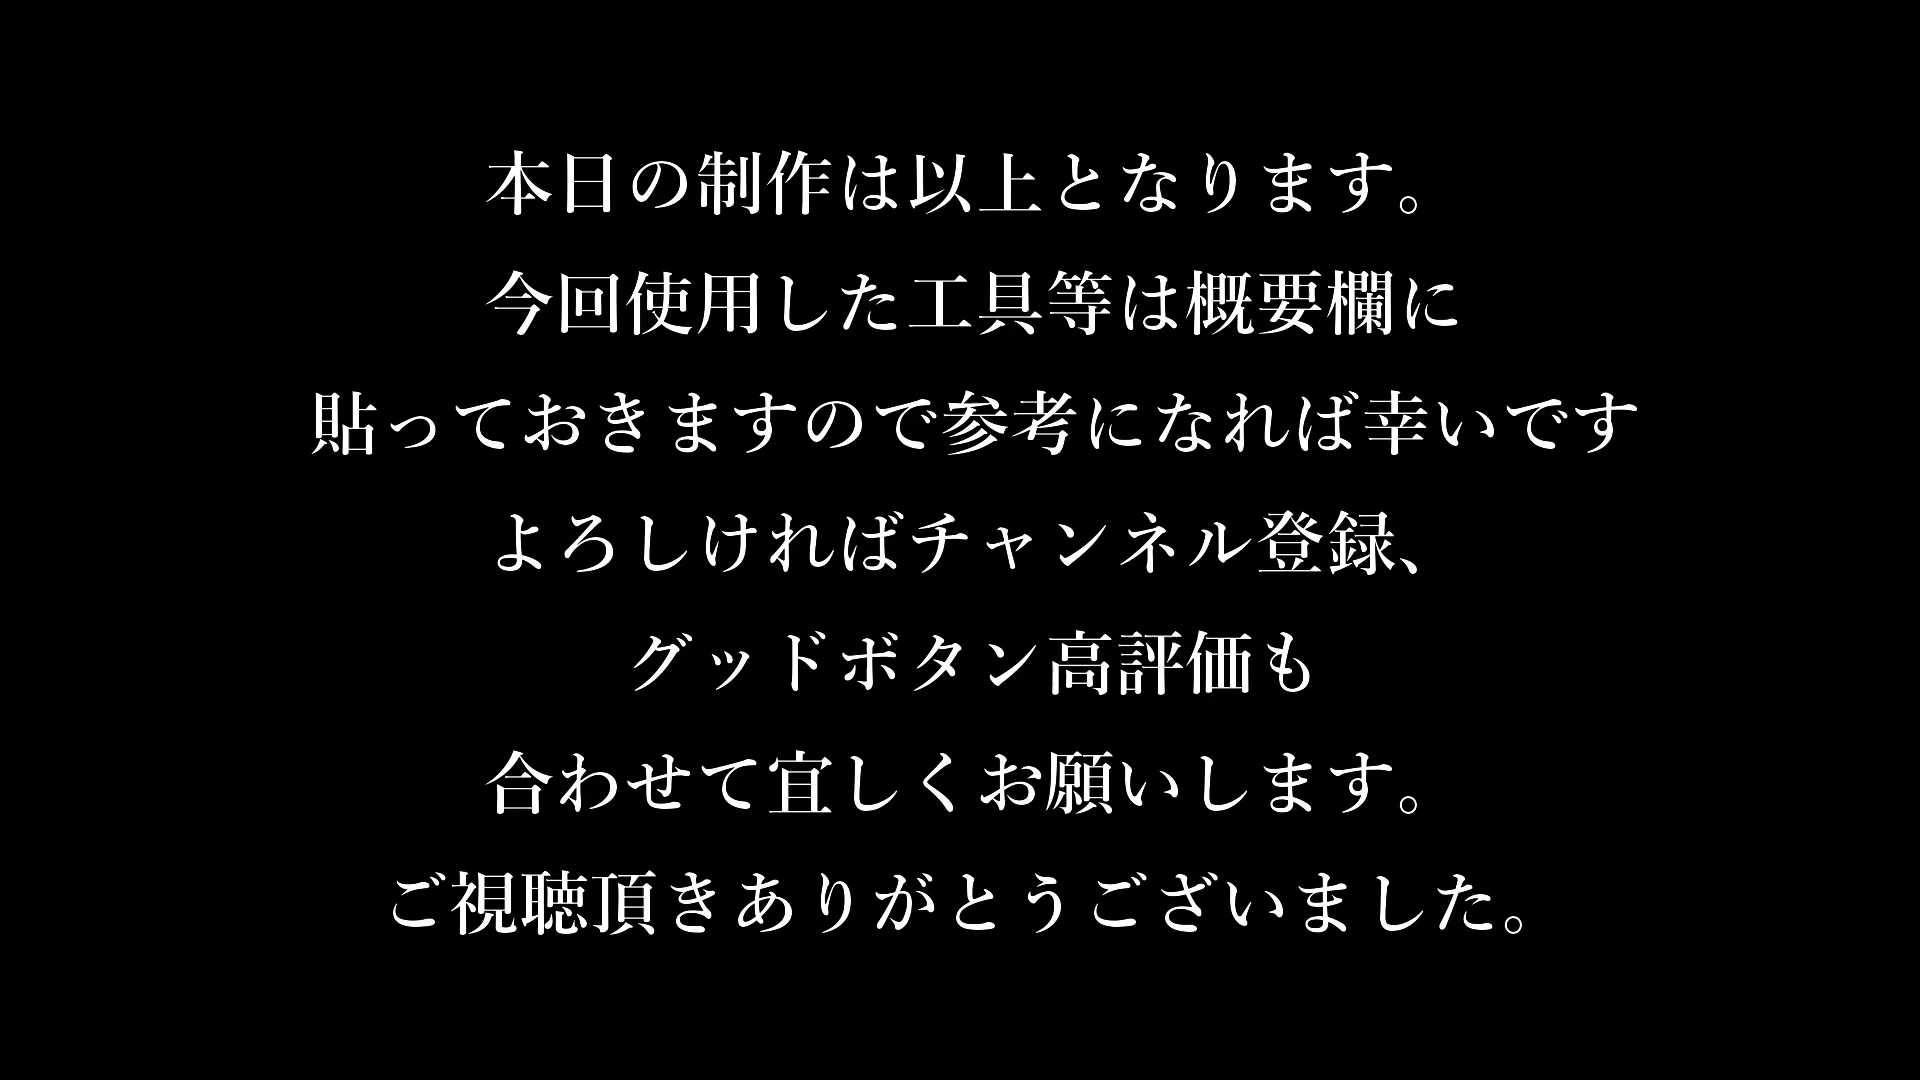 本日の制作は以上となります。
今回使用した工具等は概要欄に
貼っておきますので参考になれば幸いです
よろしければチャンネル登録、
グッドボタン高評価も
合わせて宜しくお願いします。
ご視聴頂きありがとうございました。